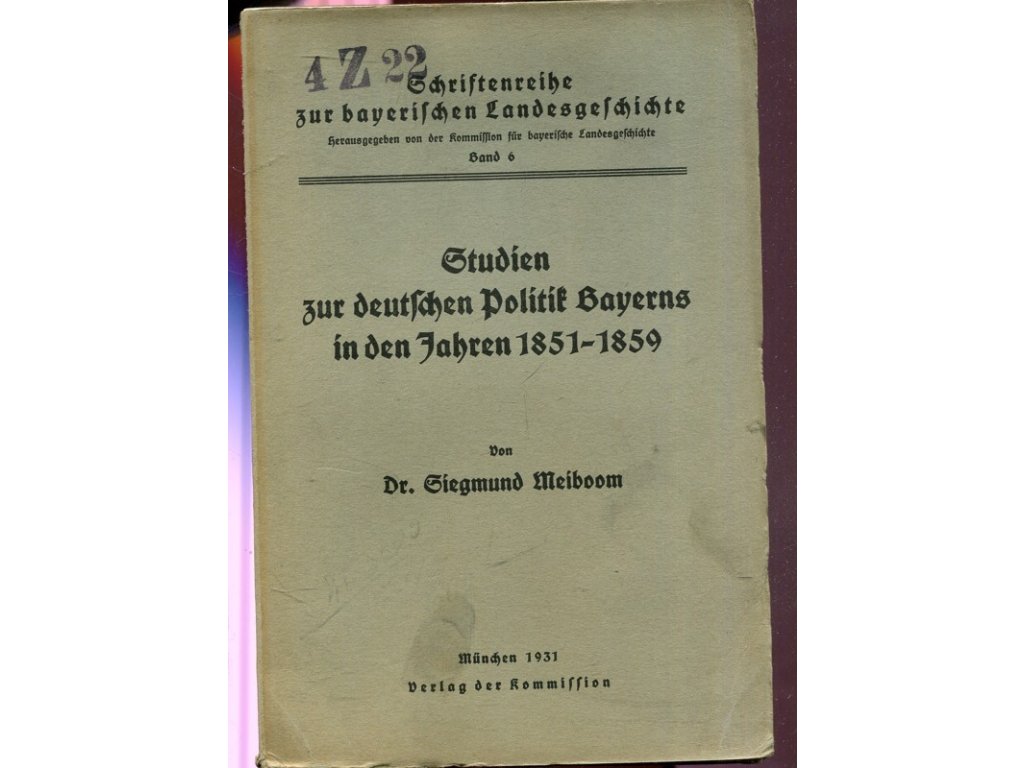 4 Z 22
Schriftenreihe
zur bayerischen Landesgeschichte
Herausgegeben von der Kommission für bayerische Landesgeschichte
Band 6
Studien
zur deutschen Politik Bayerns
in den Jahren 1851-1859
Von
Dr. Siegmund Meiboom
München 1931
Verlag der Kommission